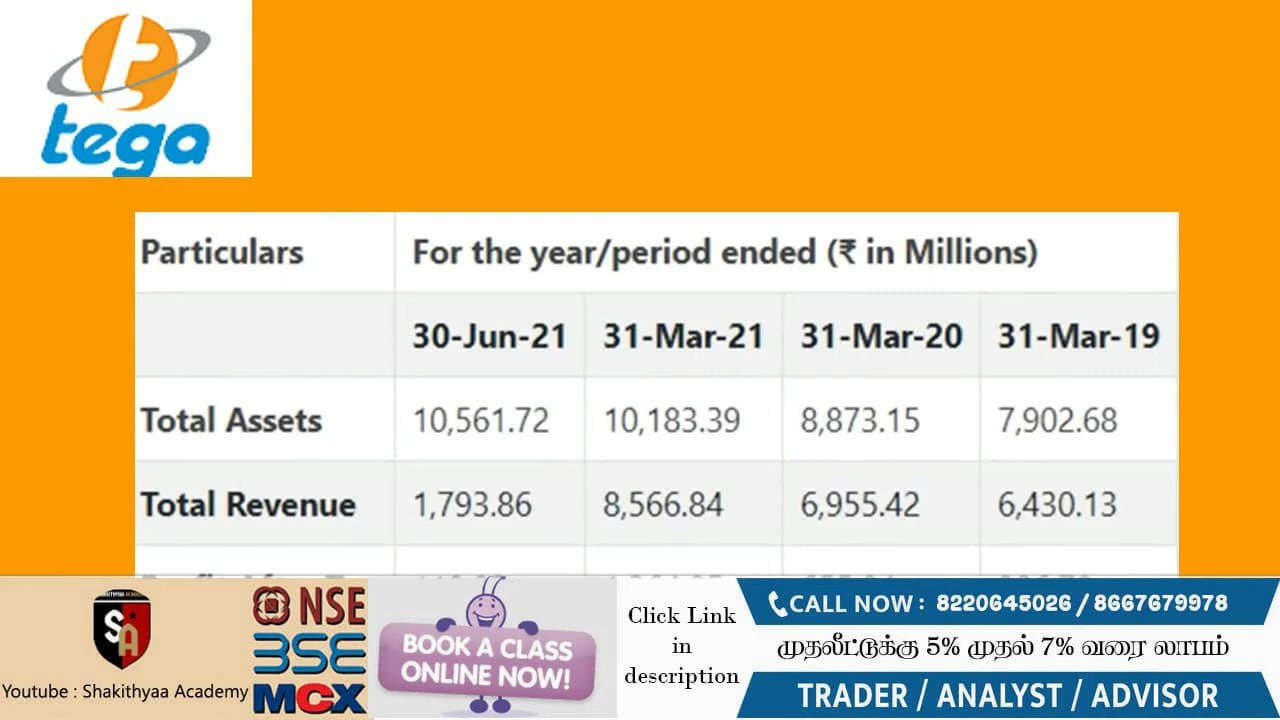 tega
Particulars For the year/period ended (₹ in Millions)
30-Jun-21 31-Mar-21 31-Mar-20 31-Mar-19
Total Assets 10,561.72 10,183.39 8,873.15 7,902.68
Total Revenue 1,793.86 8,566.84 6,955.42 6,430.13
SHAKITHYAA ACADEMY
SA
Youtube : Shakithyaa Academy
NSE
BSE
MCX
BOOK A CLASS
ONLINE NOW!
Click Link
in
description
CALL NOW : 8220645026 / 8667679978
முதலீட்டுக்கு 5% முதல் 7% வரை லாபம்
TRADER / ANALYST / ADVISOR